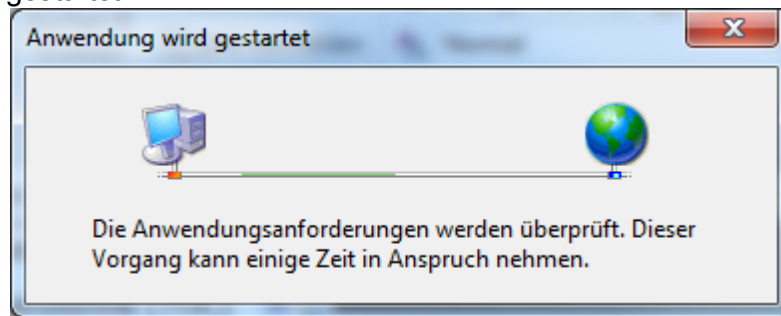 Anwendung wird gestartet
Die Anwendungsanforderungen werden überprüft. Dieser
Vorgang kann einige Zeit in Anspruch nehmen.